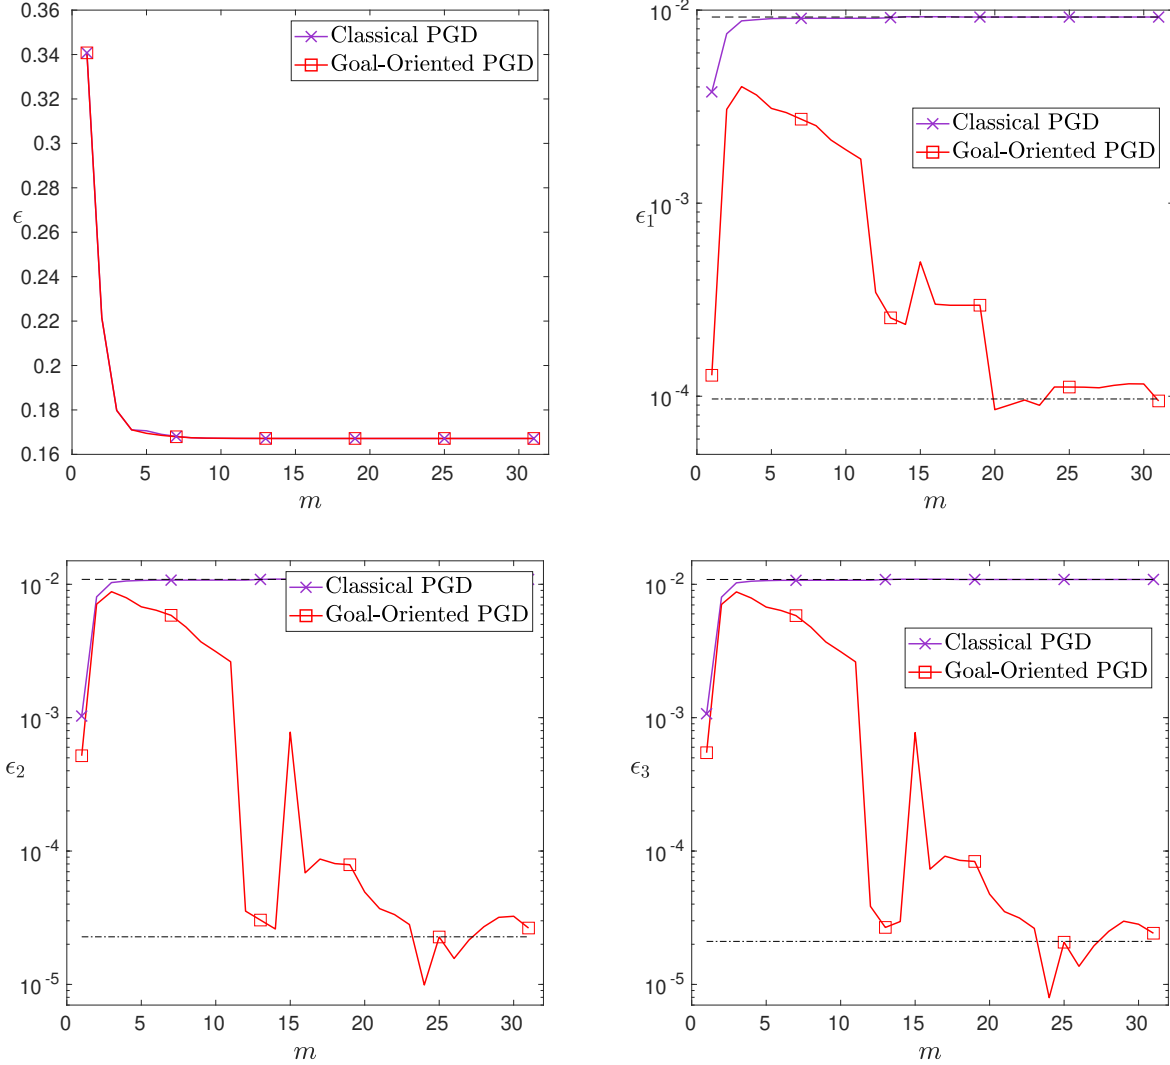 0.36
0.34
0.32
0.3
0.28
0.26
0.24
0.22
0.2
0.18
0.16
ϵ
0 5 10 15 20 25 30
m
Classical PGD
Goal-Oriented PGD
10⁻²
10⁻³
10⁻⁴
ϵ₁
0 5 10 15 20 25 30
m
Classical PGD
Goal-Oriented PGD
10⁻²
10⁻³
10⁻⁴
10⁻⁵
ϵ₂
0 5 10 15 20 25 30
m
Classical PGD
Goal-Oriented PGD
10⁻²
10⁻³
10⁻⁴
10⁻⁵
ϵ₃
0 5 10 15 20 25 30
m
Classical PGD
Goal-Oriented PGD